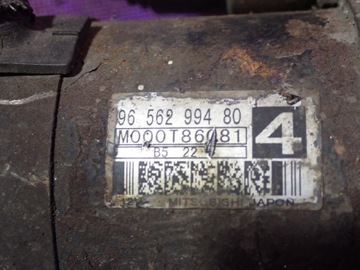 96 562 994 80
M000T86081
4
B5 22
MITSUBISHI JAPON